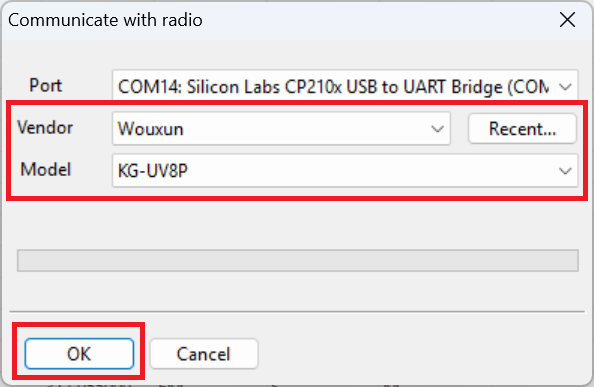 Communicate with radio
Port COM14: Silicon Labs CP210x USB to UART Bridge (COM
Vendor Wouxun Recent...
Model KG-UV8P
OK Cancel